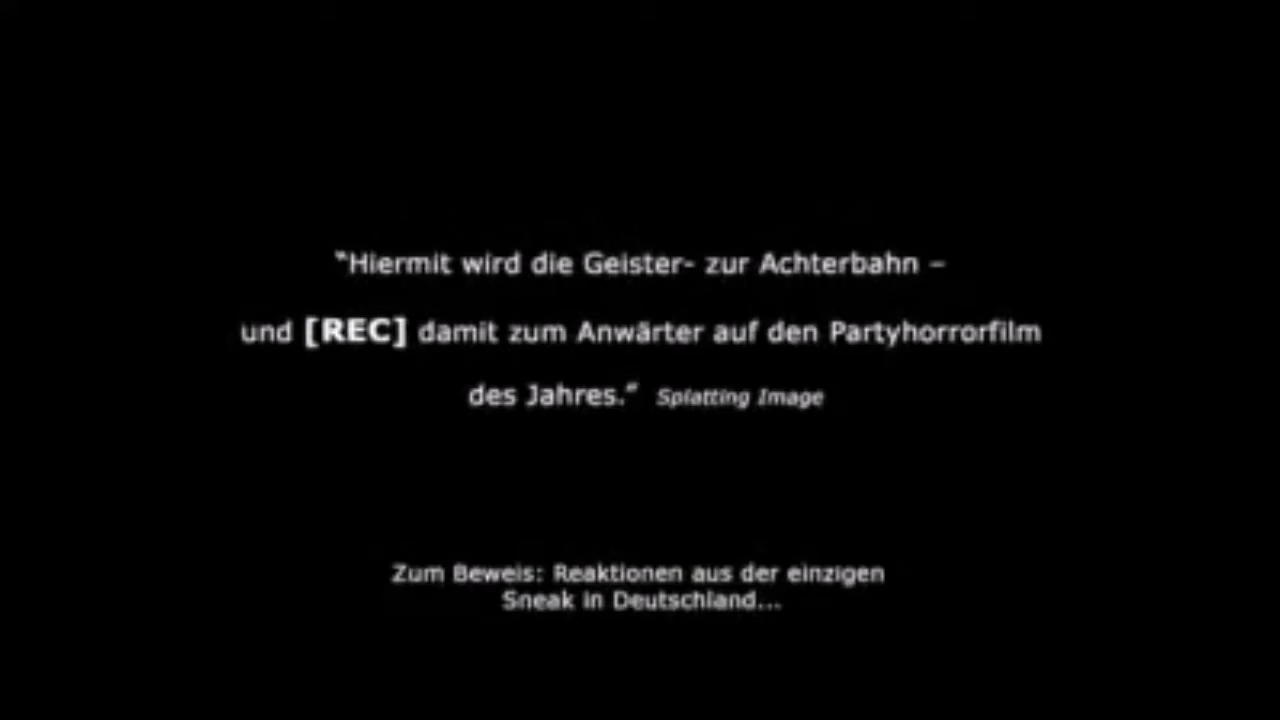 "Hiermit wird die Geister- zur Achterbahn –
und [REC] damit zum Anwärter auf den Partyhorrorfilm
des Jahres." Splatting Image
Zum Beweis: Reaktionen aus der einzigen
Sneak in Deutschland...